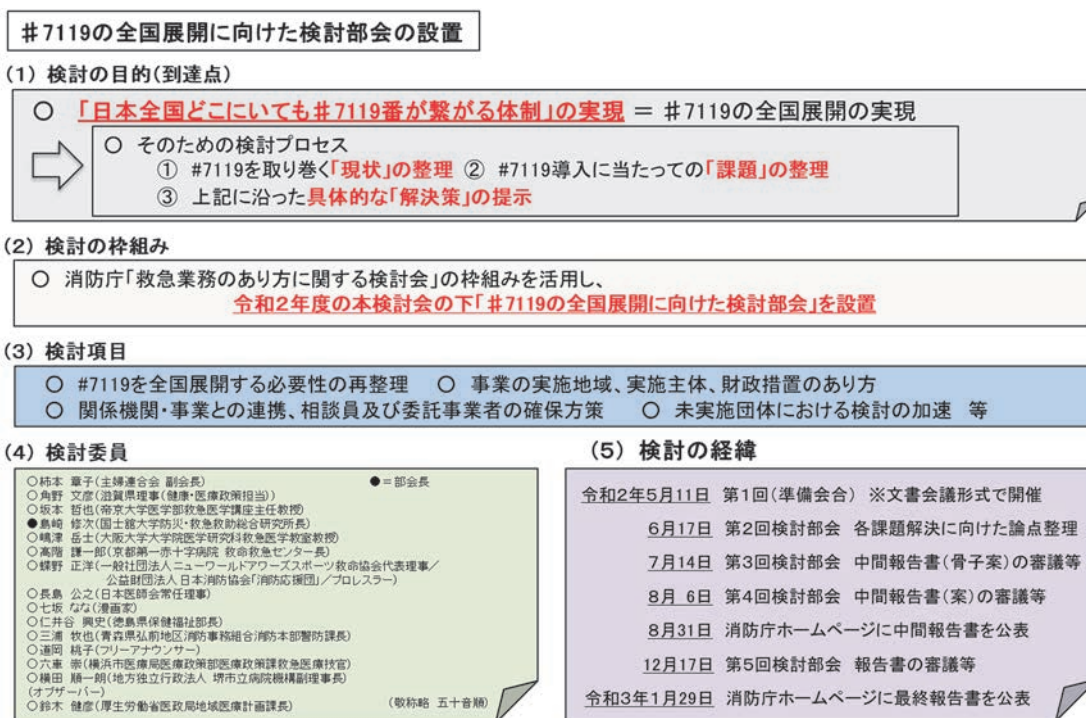 ♯7119の全国展開に向けた検討部会の設置
(1) 検討の目的(到達点)
○ 「日本全国どこにいても♯7119番が繋がる体制」の実現 = ♯7119の全国展開の実現
○ そのための検討プロセス
① #7119を取り巻く「現状」の整理 ② #7119導入に当たっての「課題」の整理
③ 上記に沿った具体的な「解決策」の提示
(2) 検討の枠組み
○ 消防庁「救急業務のあり方に関する検討会」の枠組みを活用し、
令和2年度の本検討会の下「♯7119の全国展開に向けた検討部会」を設置
(3) 検討項目
○ #7119を全国展開する必要性の再整理 ○ 事業の実施地域、実施主体、財政措置のあり方
○ 関係機関・事業との連携、相談員及び委託事業者の確保方策 ○ 未実施団体における検討の加速 等
(4) 検討委員
○柿本 章子(主婦連合会 副会長) ●=部会長
○角野 文彦(滋賀県理事(健康・医療政策担当))
○坂本 哲也(帝京大学医学部救急医学講座主任教授)
●島崎 修次(国士舘大学防災・救急救助総合研究所長)
○嶋津 岳士(大阪大学大学院医学研究科救急医学教室教授)
○高階 謙一郎(京都第一赤十字病院 救命救急センター長)
○蝶野 正洋(一般社団法人ニューワールドアワーズスポーツ救命協会代表理事/
公益財団法人日本消防協会「消防応援団」/プロレスラー)
○長島 公之(日本医師会常任理事)
○七坂 なな(漫画家)
○仁井谷 興史(徳島県保健福祉部長)
○三浦 牧也(青森県弘前地区消防事務組合消防本部警防課長)
○道岡 桃子(フリーアナウンサー)
○六車 崇(横浜市医療局医療政策部医療政策課救急医療技官)
○横田 順一朗(地方独立行政法人 堺市立病院機構副理事長)
(オブザーバー)
○鈴木 健彦(厚生労働省医政局地域医療計画課長) (敬称略 五十音順)
(5) 検討の経緯
令和2年5月11日 第1回(準備会合) ※文書会議形式で開催
6月17日 第2回検討部会 各課題解決に向けた論点整理
7月14日 第3回検討部会 中間報告書(骨子案)の審議等
8月 6日 第4回検討部会 中間報告書(案)の審議等
8月31日 消防庁ホームページに中間報告書を公表
12月17日 第5回検討部会 報告書の審議等
令和3年1月29日 消防庁ホームページに最終報告書を公表